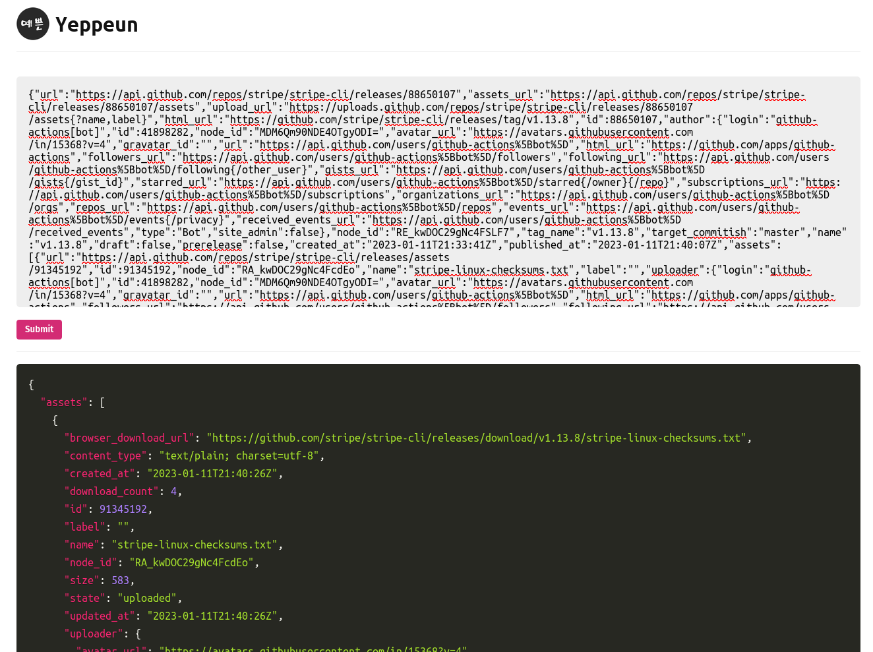 예쁜 Yeppeun
{"url":"https://api.github.com/repos/stripe/stripe-cli/releases/88650107","assets_url":"https://api.github.com/repos/stripe/stripe-
cli/releases/88650107/assets","upload_url":"https://uploads.github.com/repos/stripe/stripe-cli/releases/88650107
/assets{?name,label}","html_url":"https://github.com/stripe/stripe-cli/releases/tag/v1.13.8","id":88650107,"author":{"login":"github-
actions[bot]","id":41898282,"node_id":"MDM6Qm90NDE4OTgyODI=","avatar_url":"https://avatars.githubusercontent.com
/in/15368?v=4","gravatar_id":"","url":"https://api.github.com/users/github-actions%5Bbot%5D","html_url":"https://github.com/apps/github-
actions","followers_url":"https://api.github.com/users/github-actions%5Bbot%5D/followers","following_url":"https://api.github.com/users
/github-actions%5Bbot%5D/following{/other_user}","gists_url":"https://api.github.com/users/github-actions%5Bbot%5D
/gists{/gist_id}","starred_url":"https://api.github.com/users/github-actions%5Bbot%5D/starred{/owner}{/repo}","subscriptions_url":"https:
//api.github.com/users/github-actions%5Bbot%5D/subscriptions","organizations_url":"https://api.github.com/users/github-actions%5Bbot%5D
/orgs","repos_url":"https://api.github.com/users/github-actions%5Bbot%5D/repos","events_url":"https://api.github.com/users/github-
actions%5Bbot%5D/events{/privacy}","received_events_url":"https://api.github.com/users/github-actions%5Bbot%5D
/received_events","type":"Bot","site_admin":false},"node_id":"RE_kwDOC29gNc4FSLF7","tag_name":"v1.13.8","target_commitish":"master","name"
:"v1.13.8","draft":false,"prerelease":false,"created_at":"2023-01-11T21:33:41Z","published_at":"2023-01-11T21:40:07Z","assets":
[{"url":"https://api.github.com/repos/stripe/stripe-cli/releases/assets
/91345192","id":91345192,"node_id":"RA_kwDOC29gNc4FcdEo","name":"stripe-linux-checksums.txt","label":"","uploader":{"login":"github-
actions[bot]","id":41898282,"node_id":"MDM6Qm90NDE4OTgyODI=","avatar_url":"https://avatars.githubusercontent.com
/in/15368?v=4","gravatar_id":"","url":"https://api.github.com/users/github-actions%5Bbot%5D","html_url":"https://github.com/apps/github-
actions","followers_url":"https://api.github.com/users/github-actions%5Bbot%5D/followers","following_url":"https://api.github.com/users
Submit
{
"assets": [
{
"browser_download_url": "https://github.com/stripe/stripe-cli/releases/download/v1.13.8/stripe-linux-checksums.txt",
"content_type": "text/plain; charset=utf-8",
"created_at": "2023-01-11T21:40:26Z",
"download_count": 4,
"id": 91345192,
"label": "",
"name": "stripe-linux-checksums.txt",
"node_id": "RA_kwDOC29gNc4FcdEo",
"size": 583,
"state": "uploaded",
"updated_at": "2023-01-11T21:40:26Z",
"uploader": {
"avatar_url": "https://avatars.githubusercontent.com/in/15368?v=4",